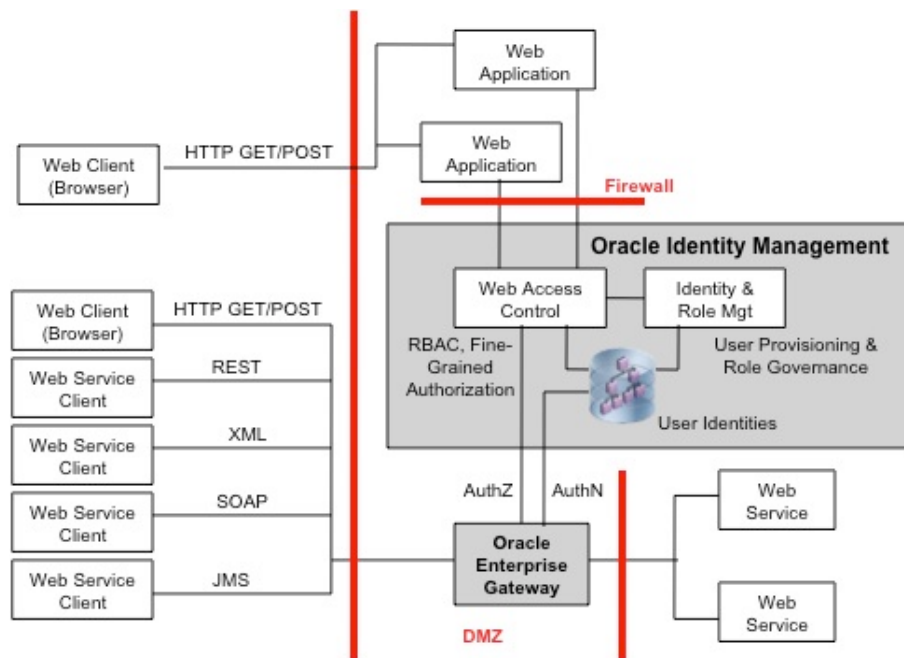 Web
Application
HTTP GET/POST
Web
Application
Web Client
(Browser)
Firewall
Oracle Identity Management
Web Client
(Browser)
HTTP GET/POST
Web Access
Control
Identity &
Role Mgt
RBAC, Fine-
Grained
Authorization
User Provisioning &
Role Governance
User Identities
Web Service
Client
REST
Web Service
Client
XML
Web Service
Client
SOAP
Web Service
Client
JMS
AuthZ
AuthN
Oracle
Enterprise
Gateway
DMZ
Web
Service
Web
Service